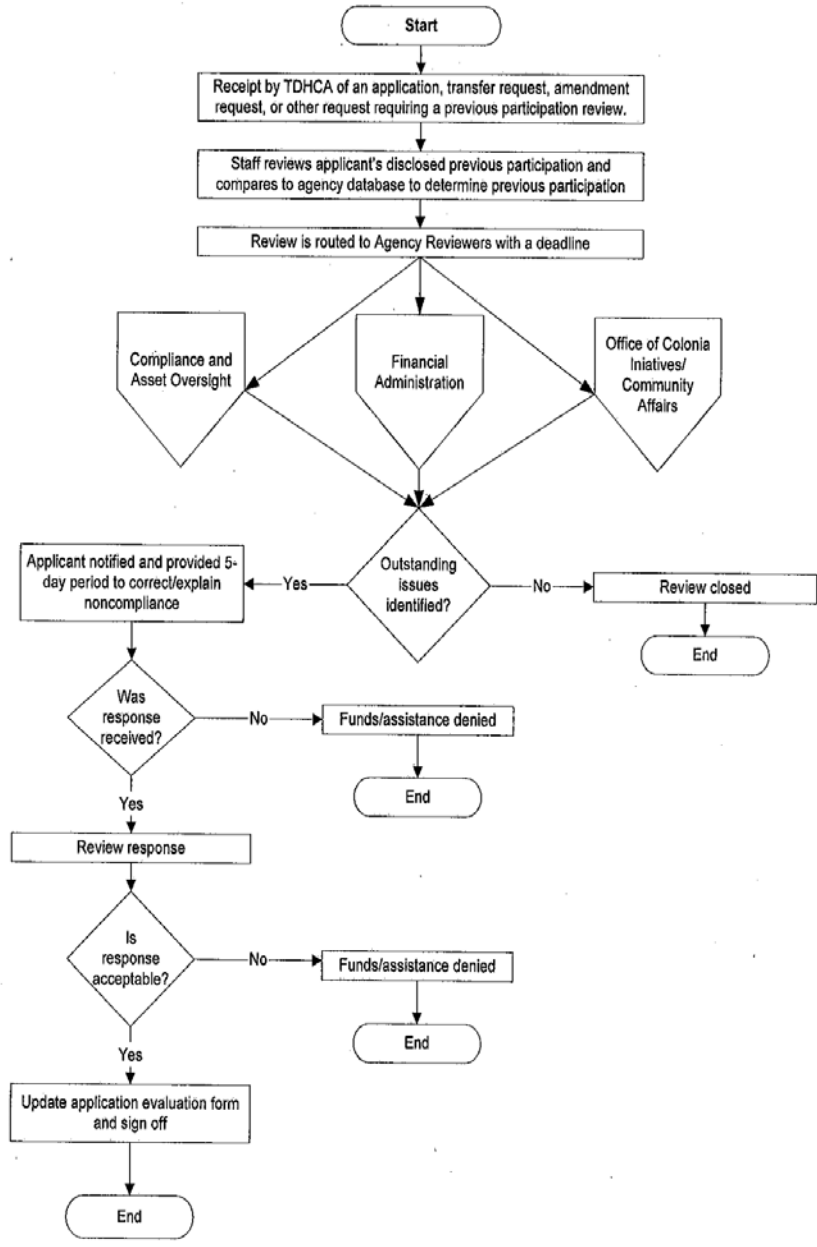 Start
Receipt by TDHCA of an application, transfer request, amendment
request, or other request requiring a previous participation review.
Staff reviews applicant's disclosed previous participation and
compares to agency database to determine previous participation
Review is routed to Agency Reviewers with a deadline
Compliance and
Asset Oversight
Financial
Administration
Office of Colonia
Iniatives/
Community
Affairs
Applicant notified and provided 5-
day period to correct/explain
noncompliance
Yes
Outstanding
issues
identified?
No
Review closed
End
Was
response
received?
No
Funds/assistance denied
End
Yes
Review response
Is
response
acceptable?
No
Funds/assistance denied
End
Yes
Update application evaluation form
and sign off
End